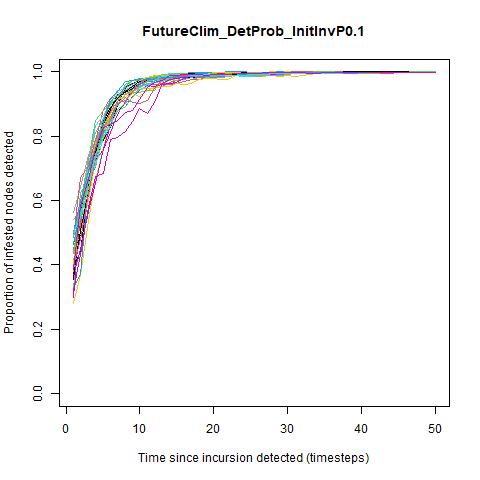 FutureClim_DetProb_InitInvP0.1
Proportion of infested nodes detected
1.0
0.8
0.6
0.4
0.2
0.0
0 10 20 30 40 50
Time since incursion detected (timesteps)